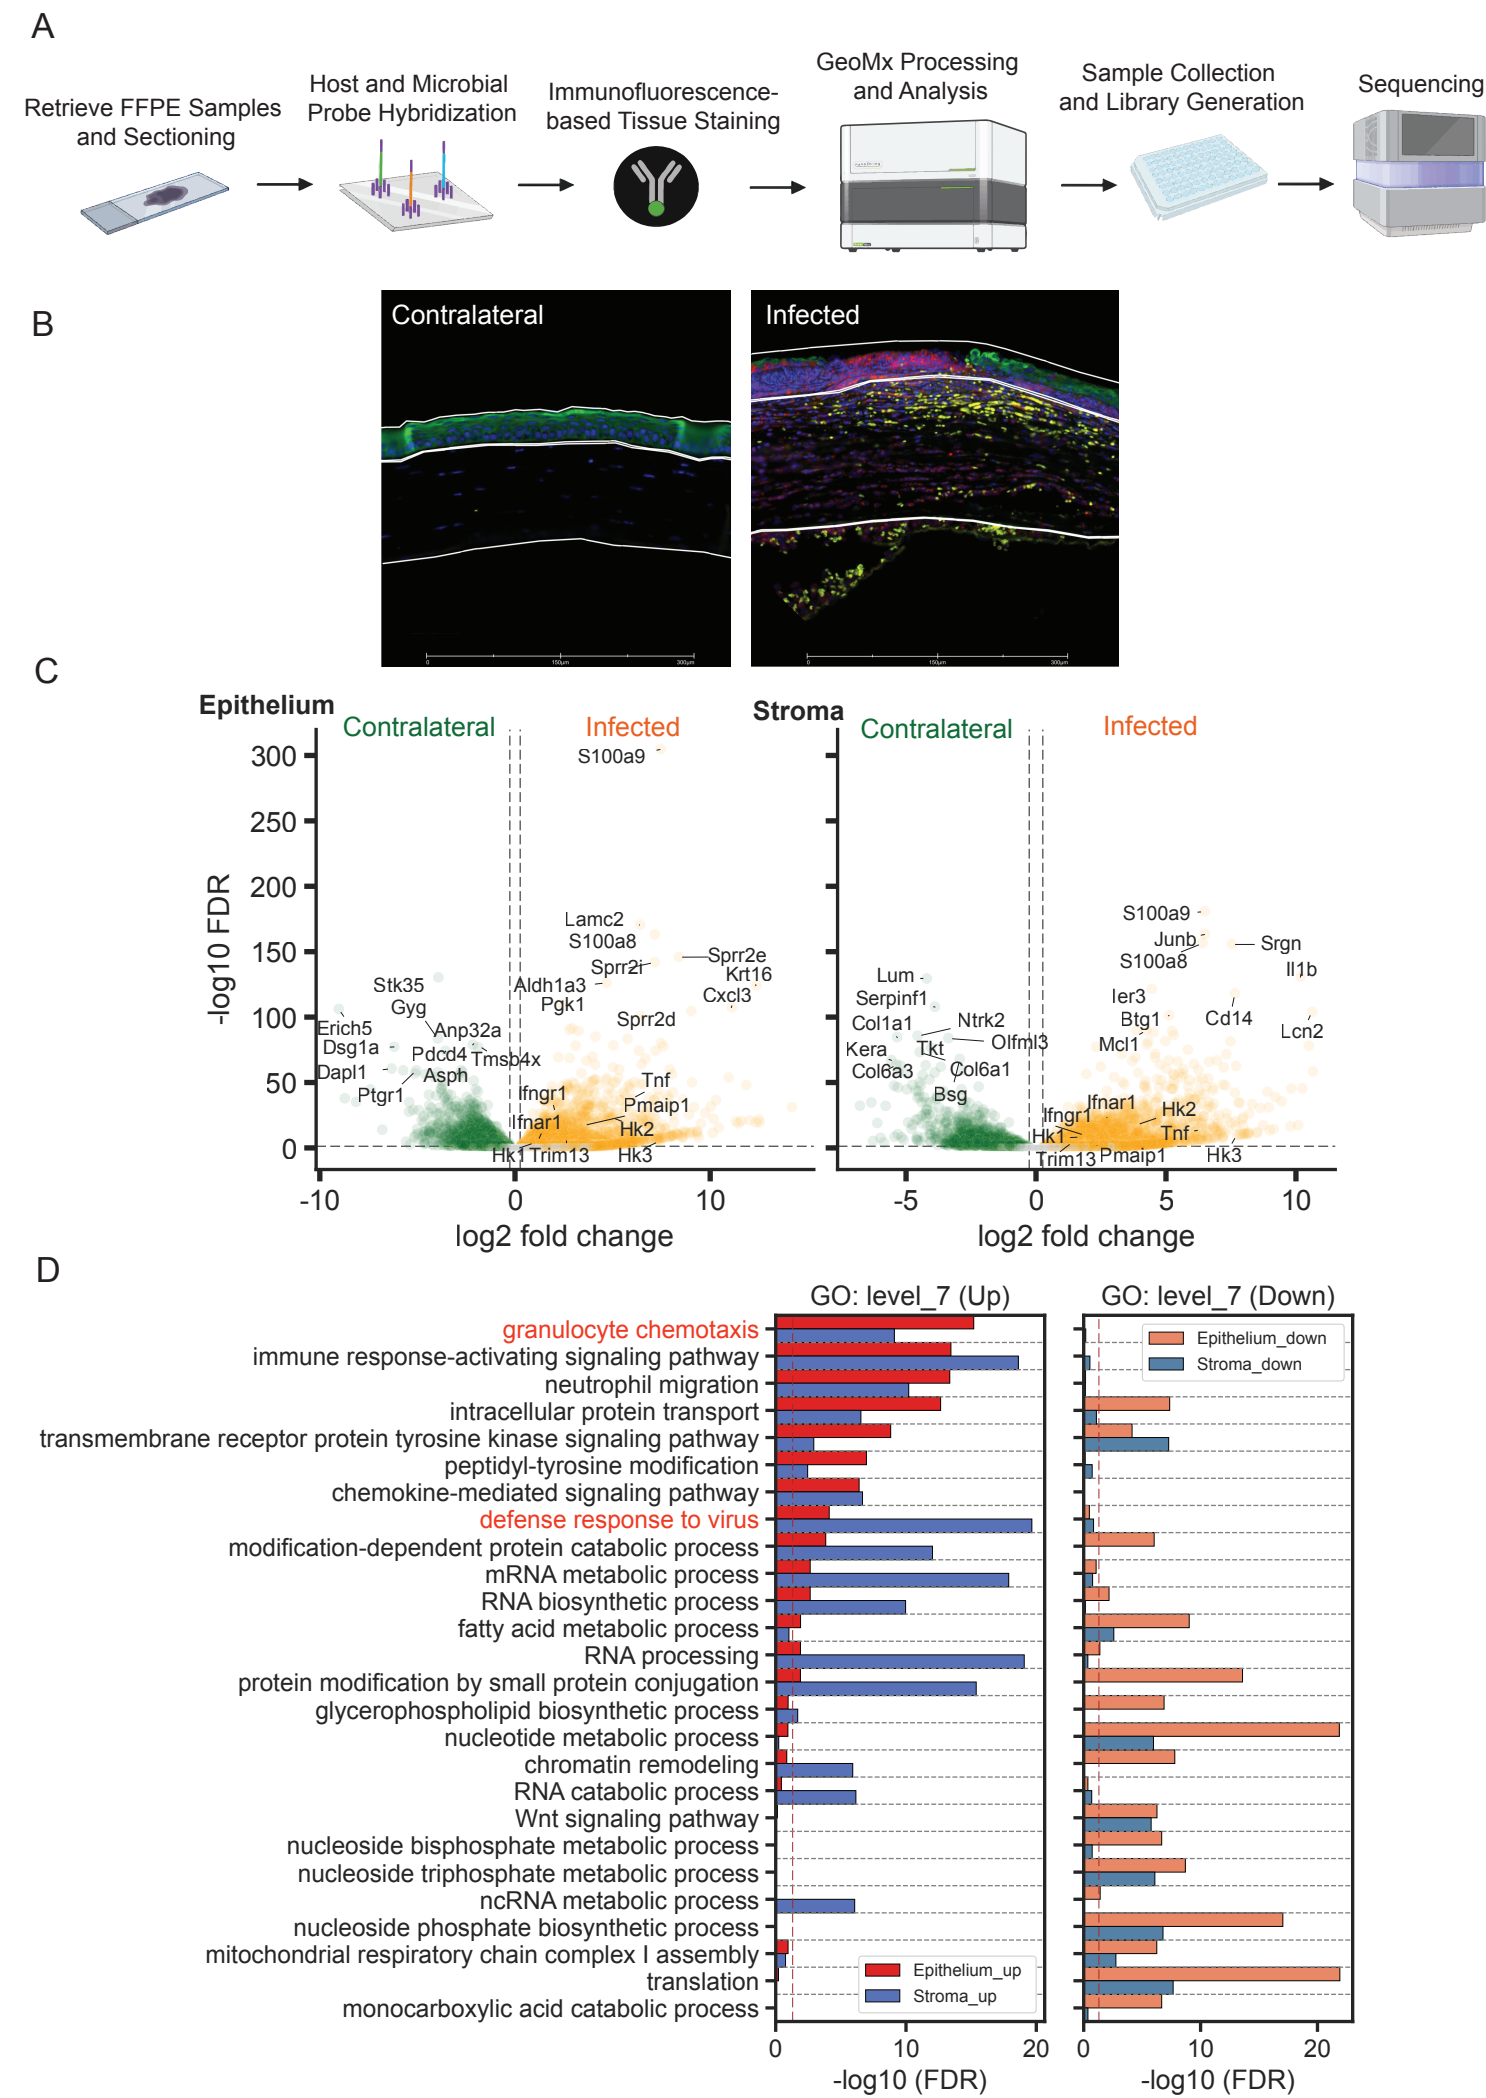 A
Retrieve FFPE Samples
and Sectioning
Host and Microbial
Probe Hybridization
Immunofluorescence-
based Tissue Staining
GeoMx Processing
and Analysis
Sample Collection
and Library Generation
Sequencing
B
Contralateral
0
150µm
300µm
Infected
0
150µm
300µm
C
Epithelium
Contralateral
Infected
300
250
200
150
100
50
0
-log10 FDR
S100a9
Lamc2
S100a8
Sprr2i
Sprr2e
Krt16
Aldh1a3
Pgk1
Cxcl3
Sprr2d
Stk35
Gyg
Erich5
Anp32a
Dsg1a
Pdcd4
Tmsb4x
Dapl1
Asph
Ptgr1
Ifngr1
Tnf
Pmaip1
Ifnar1
Hk2
Hk1
Trim13
Hk3
-10
0
10
log2 fold change
Stroma
Contralateral
Infected
S100a9
Junb
Srgn
S100a8
Il1b
Lum
Serpinf1
Ier3
Col1a1
Ntrk2
Btg1
Cd14
Lcn2
Kera
Tkt
Olfml3
Mcl1
Col6a3
Col6a1
Bsg
Ifnar1
Ifngr1
Hk2
Hk1
Tnf
Trim13
Pmaip1
Hk3
-5
0
5
10
log2 fold change
D
GO: level_7 (Up)
GO: level_7 (Down)
granulocyte chemotaxis
immune response-activating signaling pathway
neutrophil migration
intracellular protein transport
transmembrane receptor protein tyrosine kinase signaling pathway
peptidyl-tyrosine modification
chemokine-mediated signaling pathway
defense response to virus
modification-dependent protein catabolic process
mRNA metabolic process
RNA biosynthetic process
fatty acid metabolic process
RNA processing
protein modification by small protein conjugation
glycerophospholipid biosynthetic process
nucleotide metabolic process
chromatin remodeling
RNA catabolic process
Wnt signaling pathway
nucleoside bisphosphate metabolic process
nucleoside triphosphate metabolic process
ncRNA metabolic process
nucleoside phosphate biosynthetic process
mitochondrial respiratory chain complex I assembly
translation
monocarboxylic acid catabolic process
Epithelium_up
Stroma_up
0
10
20
-log10 (FDR)
Epithelium_down
Stroma_down
0
10
20
-log10 (FDR)